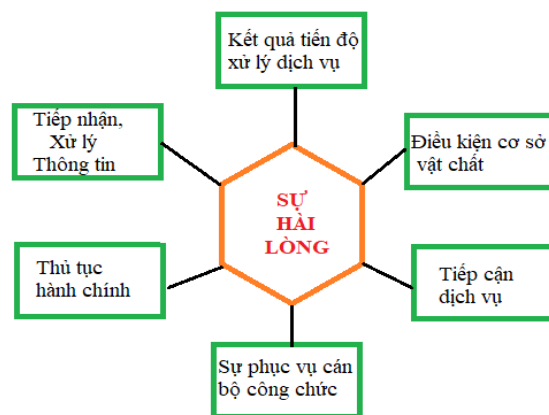 Kết quả tiến độ
xử lý dịch vụ
Tiếp nhận,
Xử lý
Thông tin
Điều kiện cơ sở
vật chất
SỰ
HÀI
LÒNG
Thủ tục
hành chính
Tiếp cận
dịch vụ
Sự phục vụ cán
bộ công chức